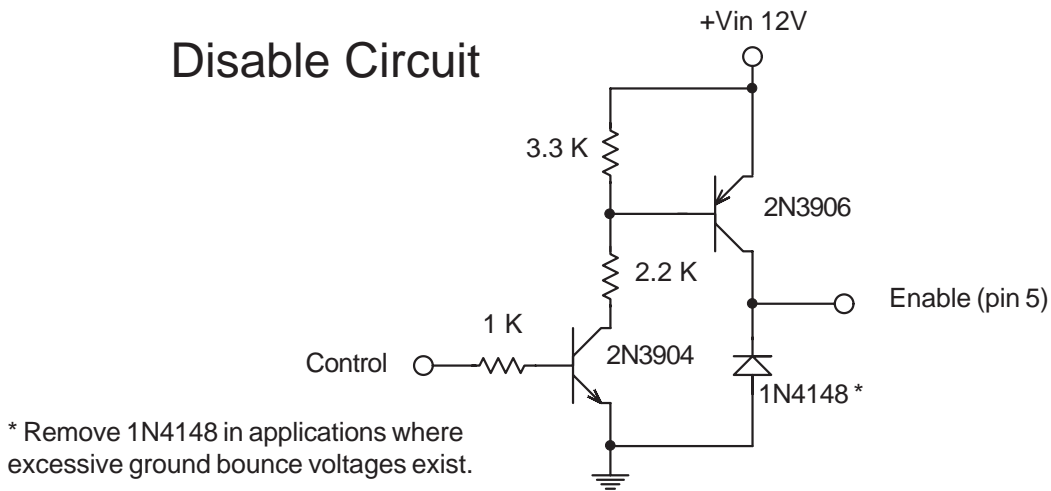 +Vin 12V
Disable Circuit
3.3 K
2N3906
2.2 K
Enable (pin 5)
1 K
2N3904
Control
1N4148 *
* Remove 1N4148 in applications where
excessive ground bounce voltages exist.